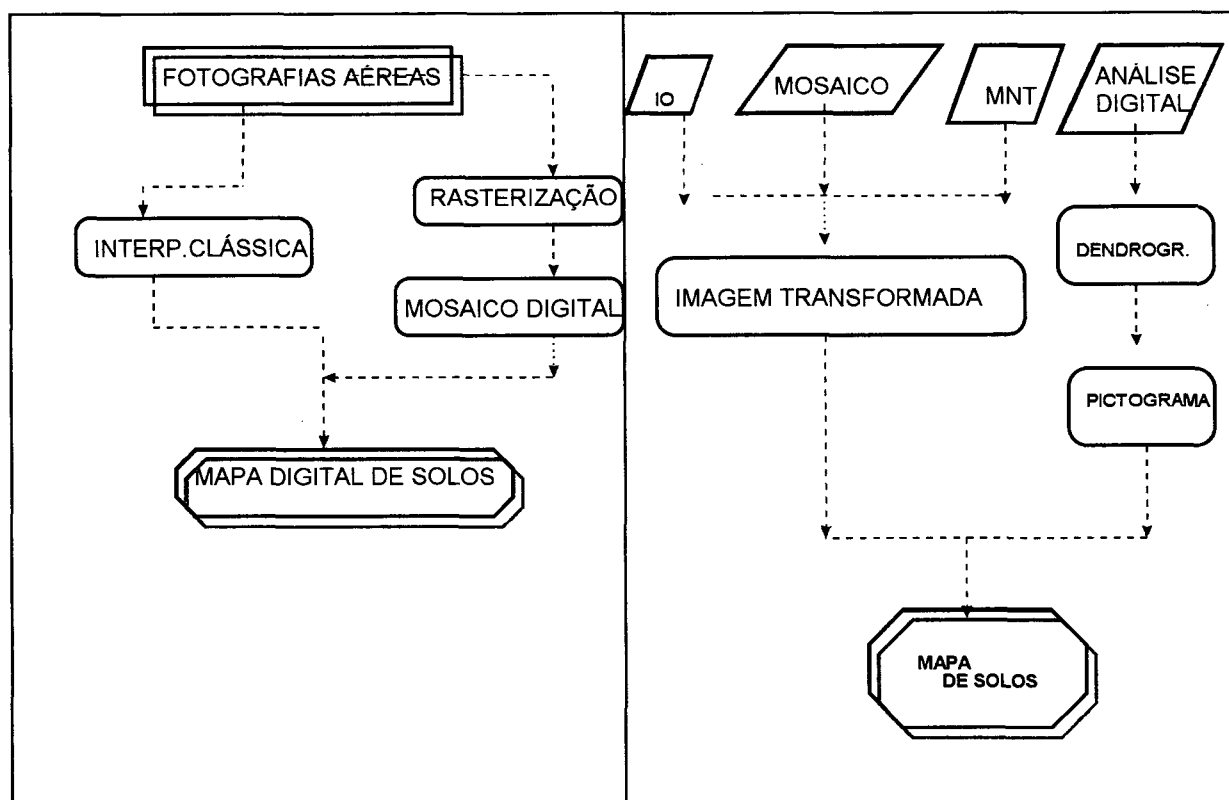 FOTOGRAFIAS AÉREAS
INTERP.CLÁSSICA
RASTERIZAÇÃO
MOSAICO DIGITAL
MAPA DIGITAL DE SOLOS
IO
MOSAICO
MNT
ANÁLISE
DIGITAL
IMAGEM TRANSFORMADA
DENDROGR.
PICTOGRAMA
MAPA
DE SOLOS